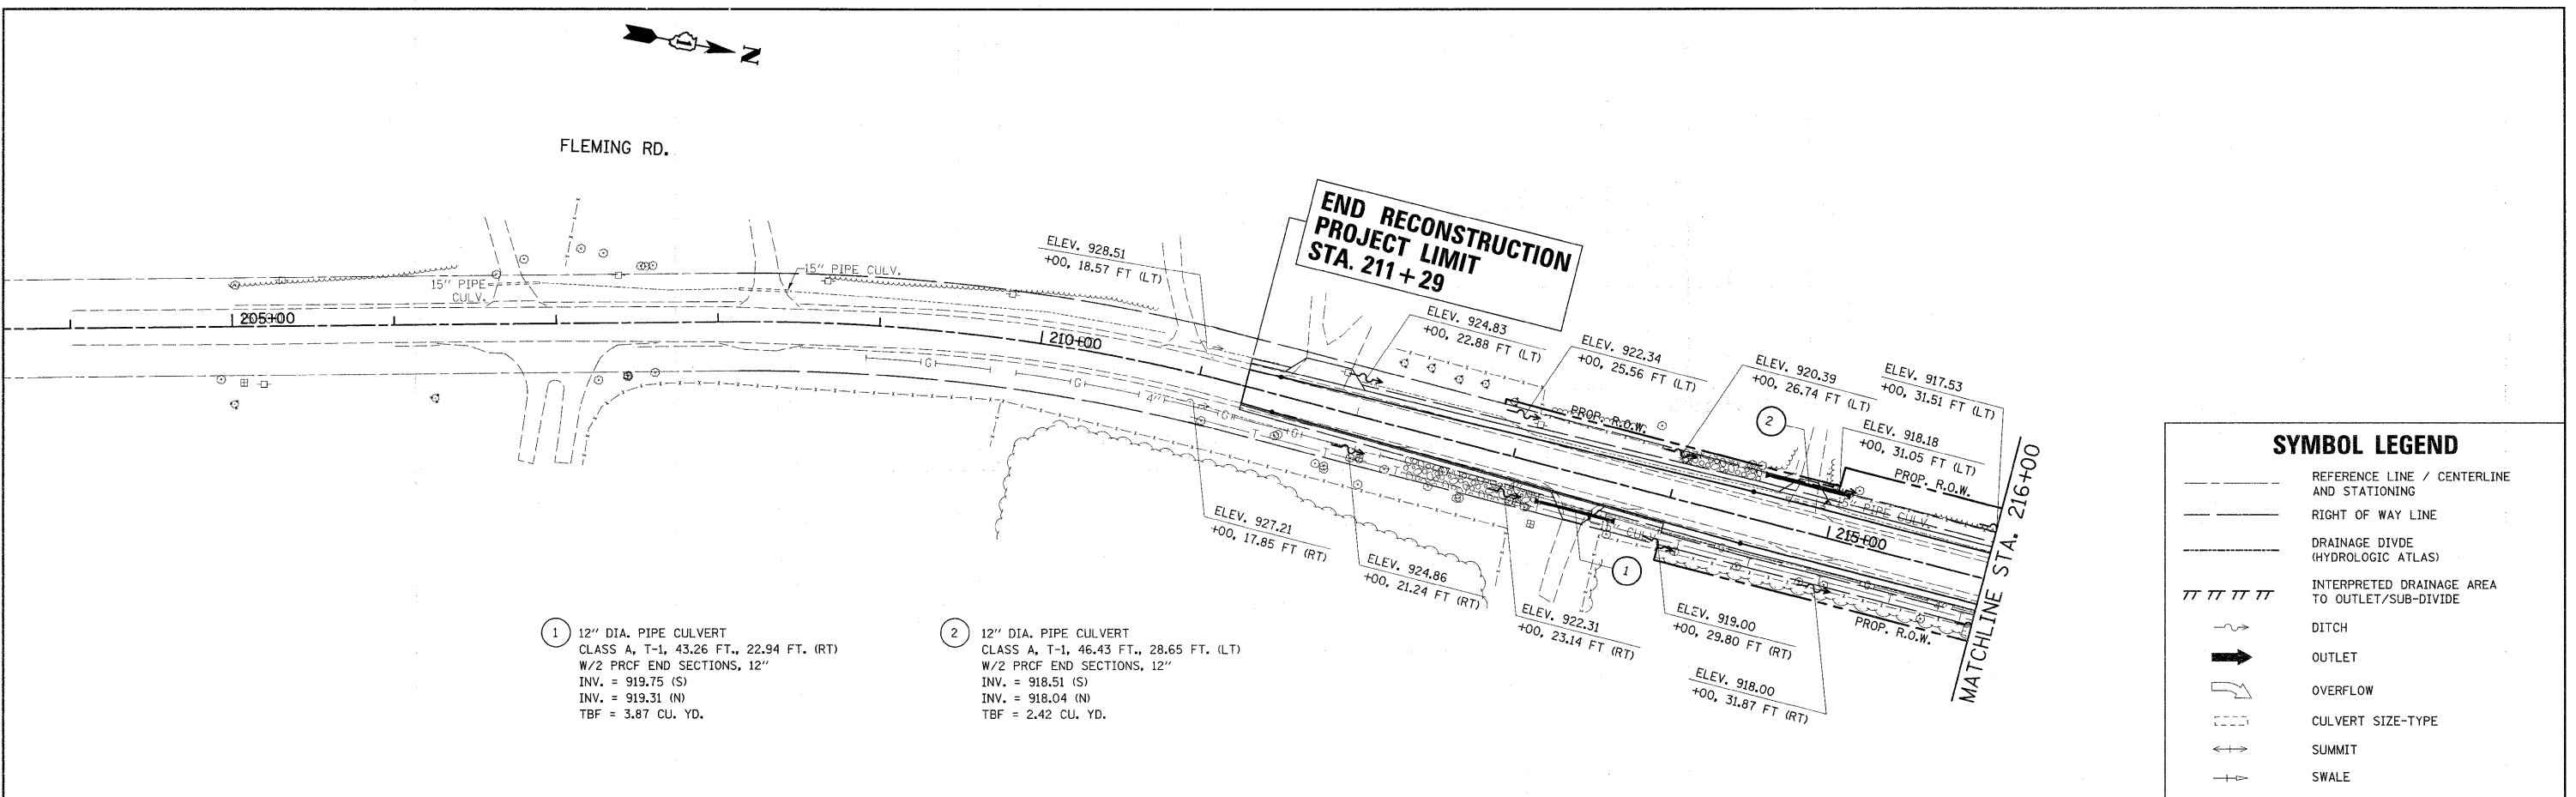 N
FLEMING RD.
END RECONSTRUCTION
PROJECT LIMIT
STA. 211+29
ELEV. 928.51
+00, 18.57 FT (LT)
15" PIPE CULV.
15" PIPE
CULV.
205+00
210+00
ELEV. 924.83
+00, 22.88 FT (LT)
ELEV. 922.34
+00, 25.56 FT (LT)
ELEV. 920.39
+00, 26.74 FT (LT)
ELEV. 917.53
+00, 31.51 FT (LT)
ELEV. 918.18
+00, 31.05 FT (LT)
PROP. R.O.W.
2
PROP. R.O.W.
G
G
4"
G
G
T
T
T
PIPE CULV.
215+00
MATCHLINE STA. 216+00
CULV
1
G
G
4"
PROP. R.O.W.
ELEV. 927.21
+00, 17.85 FT (RT)
ELEV. 924.86
+00, 21.24 FT (RT)
ELEV. 922.31
+00, 23.14 FT (RT)
ELEV. 919.00
+00, 29.80 FT (RT)
ELEV. 918.00
+00, 31.87 FT (RT)
1
12" DIA. PIPE CULVERT
CLASS A, T-1, 43.26 FT., 22.94 FT. (RT)
W/2 PRCF END SECTIONS, 12"
INV. = 919.75 (S)
INV. = 919.31 (N)
TBF = 3.87 CU. YD.
2
12" DIA. PIPE CULVERT
CLASS A, T-1, 46.43 FT., 28.65 FT. (LT)
W/2 PRCF END SECTIONS, 12"
INV. = 918.51 (S)
INV. = 918.04 (N)
TBF = 2.42 CU. YD.
SYMBOL LEGEND
REFERENCE LINE / CENTERLINE
AND STATIONING
RIGHT OF WAY LINE
DRAINAGE DIVDE
(HYDROLOGIC ATLAS)
INTERPRETED DRAINAGE AREA
TO OUTLET/SUB-DIVIDE
DITCH
OUTLET
OVERFLOW
CULVERT SIZE-TYPE
SUMMIT
SWALE